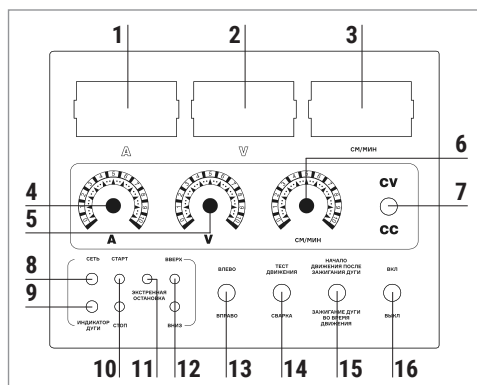 1 2 3
A V СМ/МИН
6
CV
7
CC
4
5
A V СМ/МИН
8
9
СЕТЬ СТАРТ ВВЕРХ
ЭКСТРЕННАЯ
ОСТАНОВКА
ИНДИКАТОР
ДУГИ
СТОП ВНИЗ
ВЛЕВО
ВПРАВО
ТЕСТ
ДВИЖЕНИЯ
СВАРКА
НАЧАЛО
ДВИЖЕНИЯ ПОСЛЕ
ЗАЖИГАНИЯ ДУГИ
ЗАЖИГАНИЕ ДУГИ
ВО ВРЕМЯ
ДВИЖЕНИЯ
ВКЛ
ВЫКЛ
10 11 12 13 14 15 16